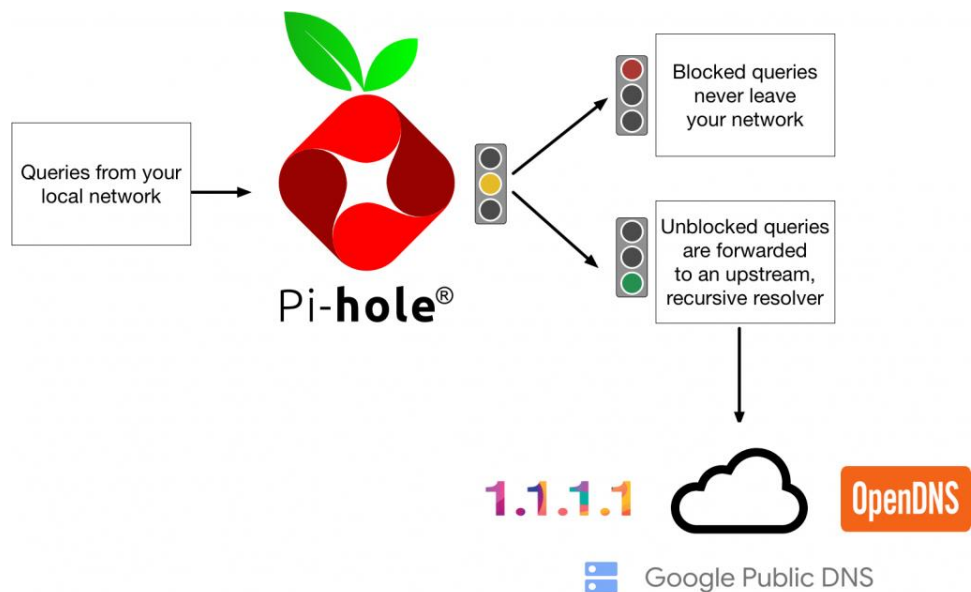 Queries from your
local network
Pi-hole®
Blocked queries
never leave
your network
Unblocked queries
are forwarded
to an upstream,
recursive resolver
1.1.1.1
OpenDNS
Google Public DNS